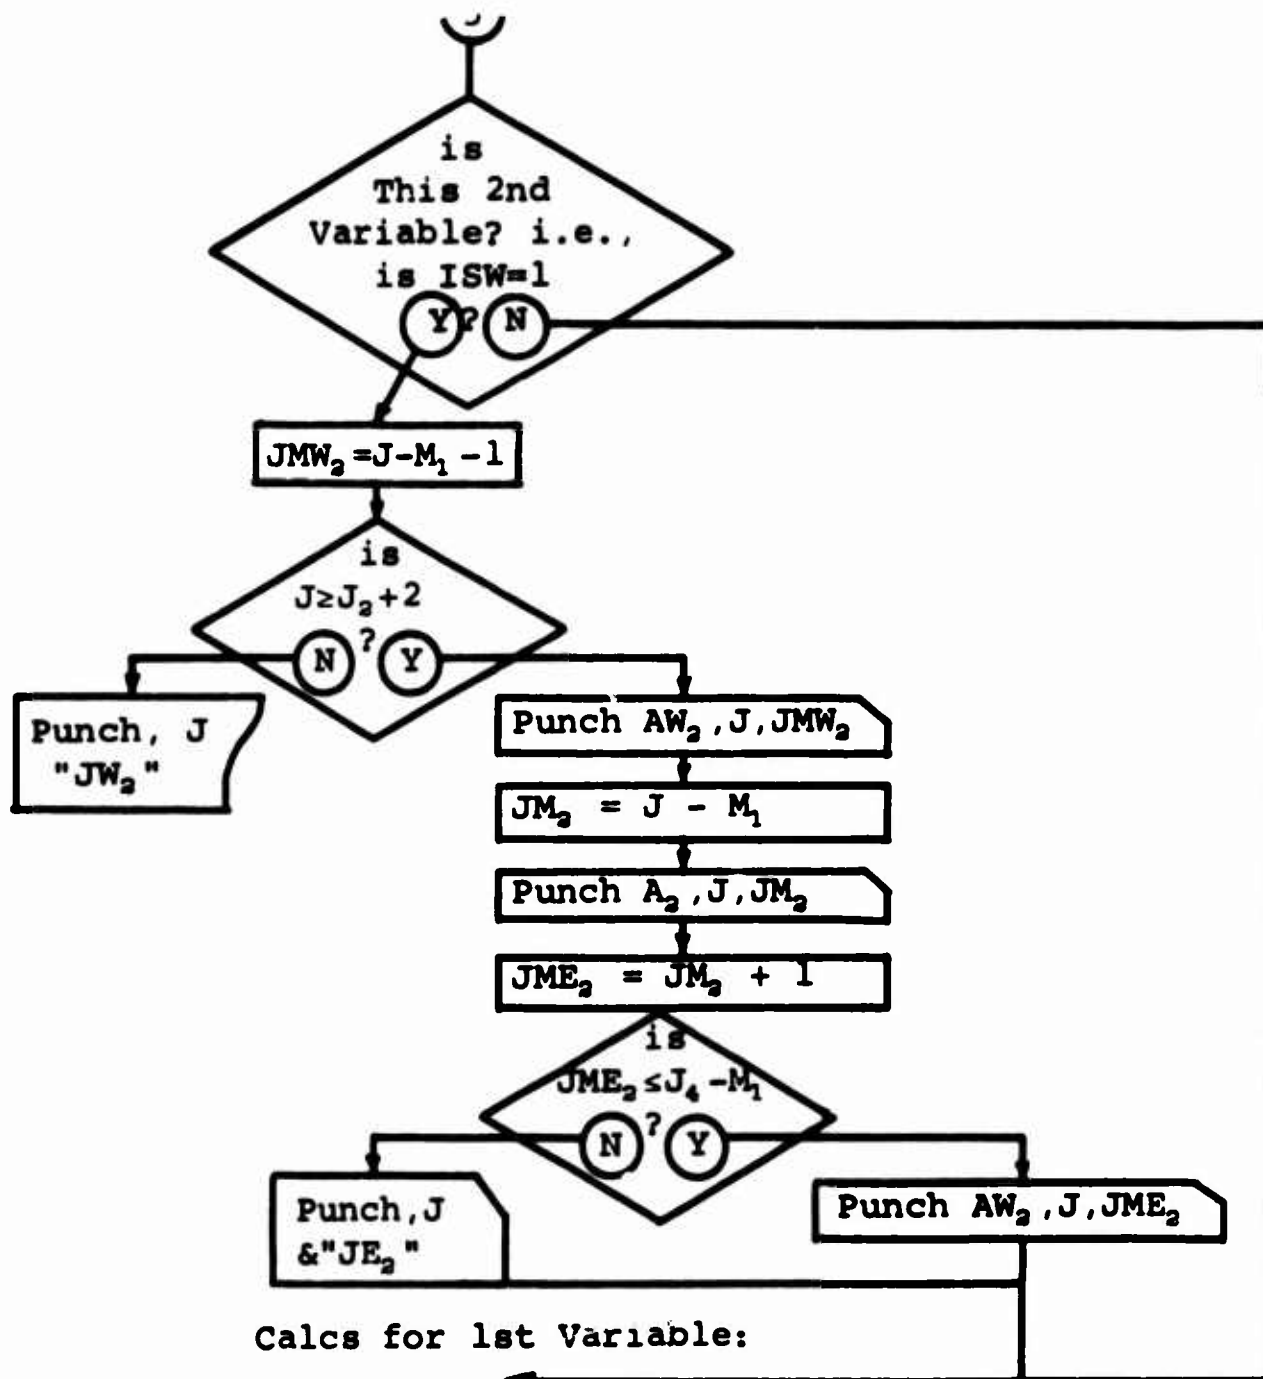 is
This 2nd
Variable? i.e.,
is ISW=1
Y ? N
JMW₂=J-M₁-1
is
J≥J₂+2
N ? Y
Punch, J
"JW₂"
Punch AW₂,J,JMW₂
JM₂ = J - M₁
Punch A₂,J,JM₂
JME₂ = JM₂ + 1
is
JME₂≤J₄-M₁
N ? Y
Punch,J
&"JE₂"
Punch AW₂,J,JME₂
Calcs for 1st Variable: